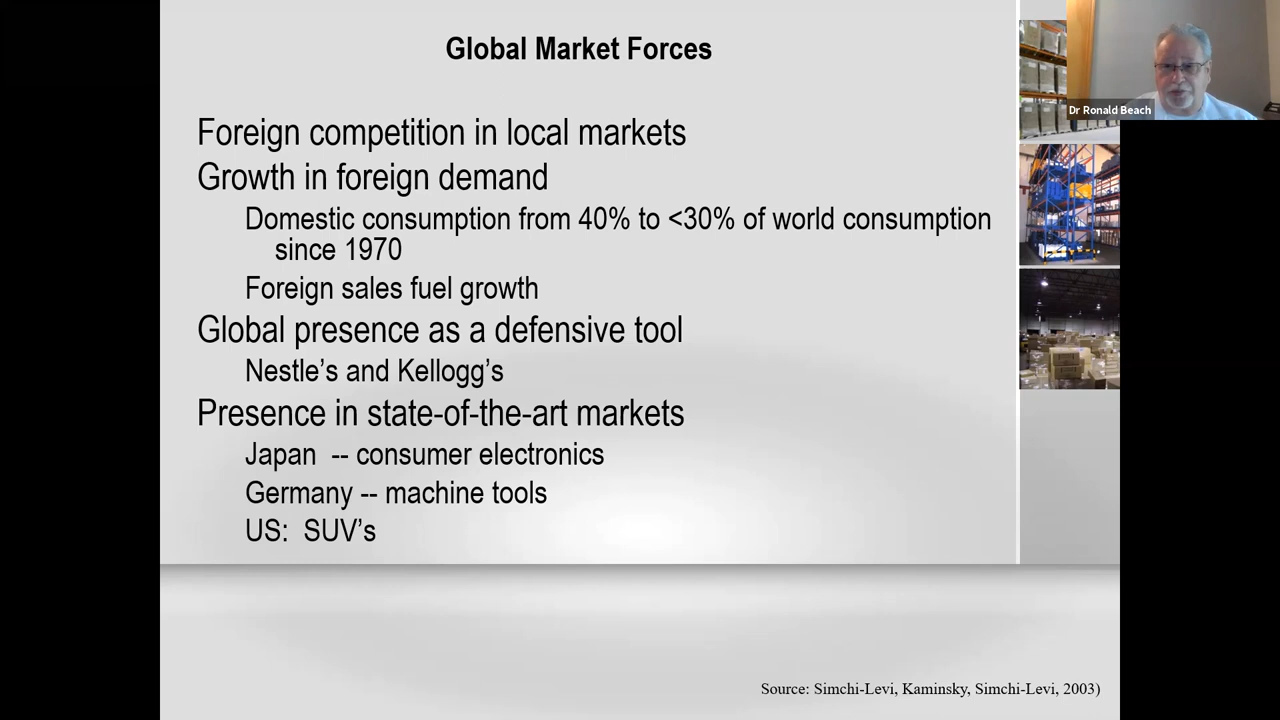 Global Market Forces
Dr Ronald Beach
Foreign competition in local markets
Growth in foreign demand
Domestic consumption from 40% to <30% of world consumption
since 1970
Foreign sales fuel growth
Global presence as a defensive tool
Nestle’s and Kellogg’s
Presence in state-of-the-art markets
Japan  -- consumer electronics
Germany -- machine tools
US:  SUV’s
Source: Simchi-Levi, Kaminsky, Simchi-Levi, 2003)